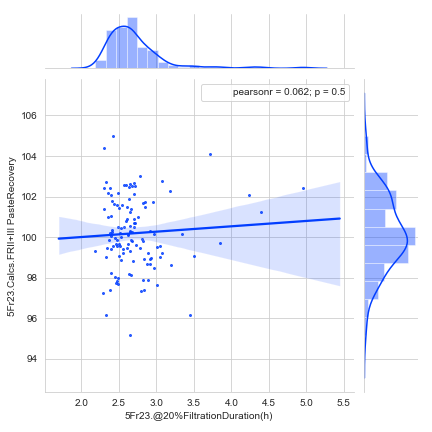 pearsonr = 0.062; p = 0.5
106
104
102
100
98
96
94
5Fr23.Calcs.FRII+III PasteRecovery
2.0 2.5 3.0 3.5 4.0 4.5 5.0 5.5
5Fr23.@20%FiltrationDuration(h)